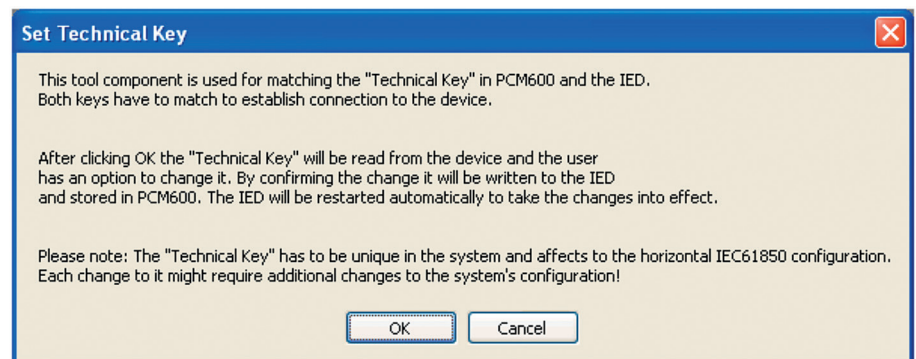 Set Technical Key
This tool component is used for matching the "Technical Key" in PCM600 and the IED.
Both keys have to match to establish connection to the device.
After clicking OK the "Technical Key" will be read from the device and the user
has an option to change it. By confirming the change it will be written to the IED
and stored in PCM600. The IED will be restarted automatically to take the changes into effect.
Please note: The "Technical Key" has to be unique in the system and affects to the horizontal IEC61850 configuration.
Each change to it might require additional changes to the system's configuration!
OK Cancel